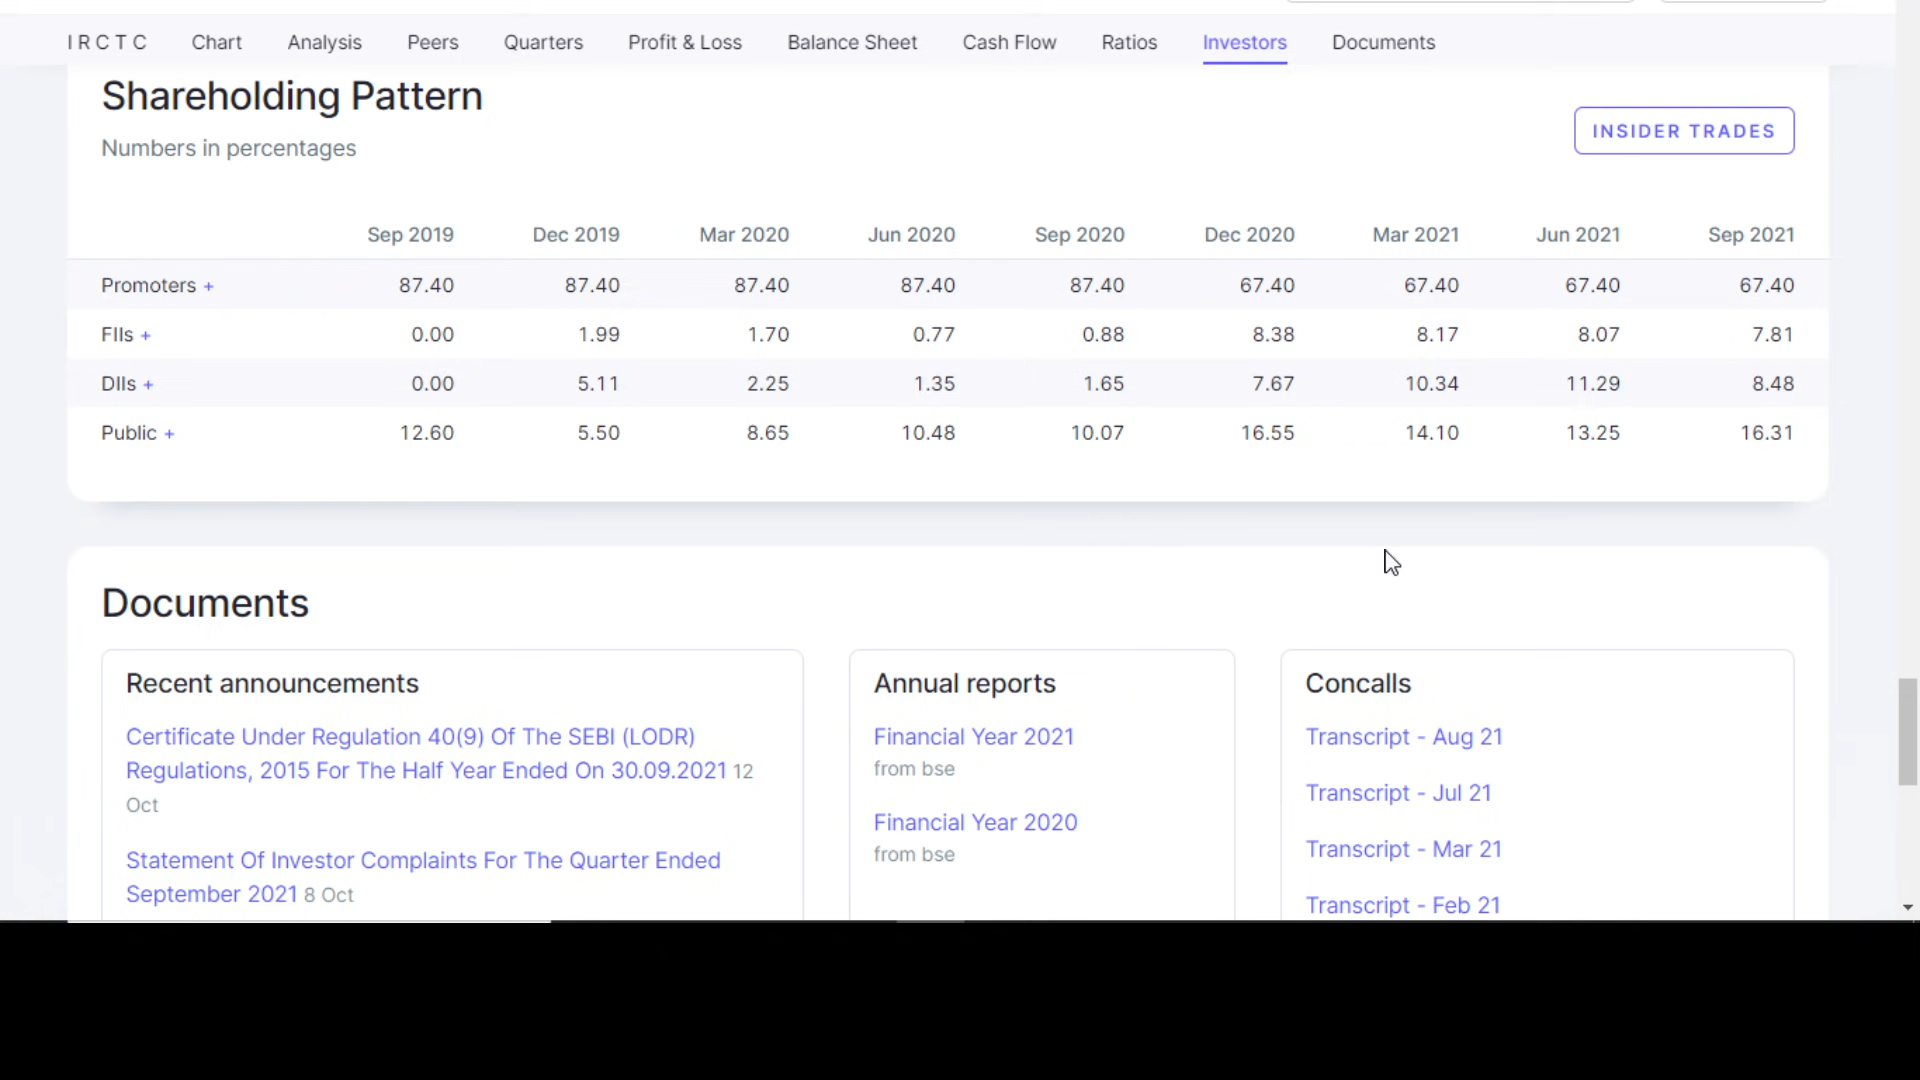 I R C T C Chart Analysis Peers Quarters Profit & Loss Balance Sheet Cash Flow Ratios Investors Documents
Shareholding Pattern
Numbers in percentages
INSIDER TRADES
Sep 2019 Dec 2019 Mar 2020 Jun 2020 Sep 2020 Dec 2020 Mar 2021 Jun 2021 Sep 2021
Promoters + 87.40 87.40 87.40 87.40 87.40 67.40 67.40 67.40 67.40
FIIs + 0.00 1.99 1.70 0.77 0.88 8.38 8.17 8.07 7.81
DIIs + 0.00 5.11 2.25 1.35 1.65 7.67 10.34 11.29 8.48
Public + 12.60 5.50 8.65 10.48 10.07 16.55 14.10 13.25 16.31
Documents
Recent announcements
Certificate Under Regulation 40(9) Of The SEBI (LODR)
Regulations, 2015 For The Half Year Ended On 30.09.2021 12
Oct
Statement Of Investor Complaints For The Quarter Ended
September 2021 8 Oct
Annual reports
Financial Year 2021
from bse
Financial Year 2020
from bse
Concalls
Transcript - Aug 21
Transcript - Jul 21
Transcript - Mar 21
Transcript - Feb 21